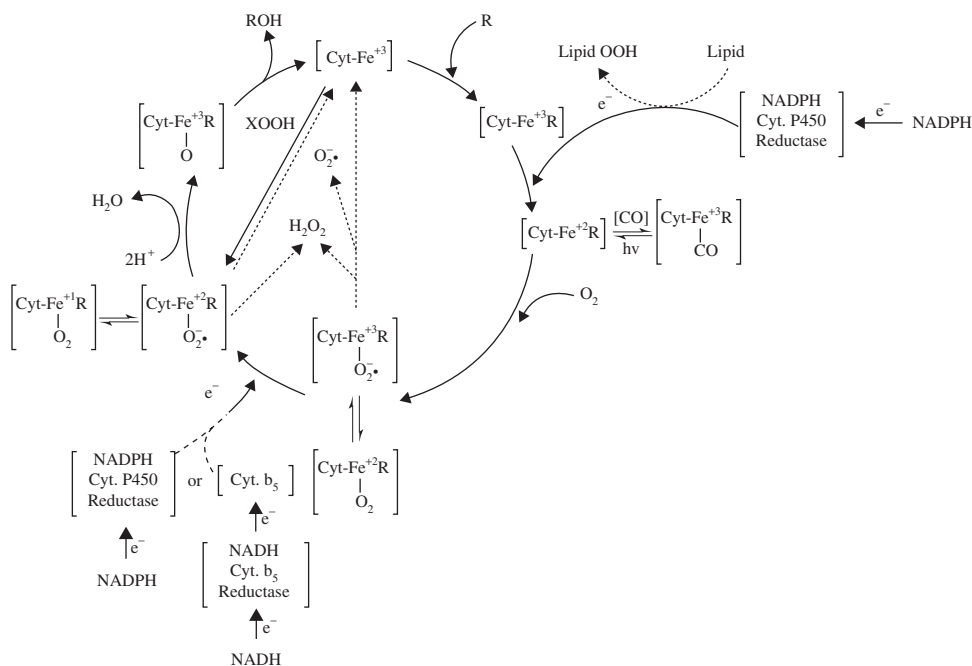 ROH
[Cyt-Fe⁺³]
R
Lipid OOH
Lipid
e⁻
NADPH
Cyt. P450
Reductase
e⁻
NADPH
[Cyt-Fe⁺³R]
Cyt-Fe⁺³R
O
XOOH
O₂⁻•
H₂O
2H⁺
H₂O₂
[Cyt-Fe⁺²R]
[CO]
hv
Cyt-Fe⁺³R
CO
O₂
Cyt-Fe⁺¹R
O₂
Cyt-Fe⁺²R
O₂⁻•
Cyt-Fe⁺³R
O₂⁻•
e⁻
Cyt-Fe⁺²R
O₂
NADPH
Cyt. P450
Reductase
or
[Cyt. b₅]
e⁻
NADPH
e⁻
NADH
Cyt. b₅
Reductase
e⁻
NADH